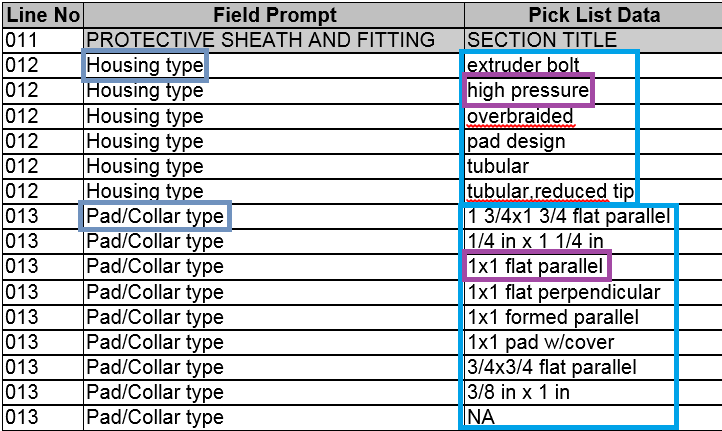 Line No Field Prompt Pick List Data
011 PROTECTIVE SHEATH AND FITTING SECTION TITLE
012 Housing type extruder bolt
012 Housing type high pressure
012 Housing type overbraided
012 Housing type pad design
012 Housing type tubular
012 Housing type tubular,reduced tip
013 Pad/Collar type 1 3/4x1 3/4 flat parallel
013 Pad/Collar type 1/4 in x 1 1/4 in
013 Pad/Collar type 1x1 flat parallel
013 Pad/Collar type 1x1 flat perpendicular
013 Pad/Collar type 1x1 formed parallel
013 Pad/Collar type 1x1 pad w/cover
013 Pad/Collar type 3/4x3/4 flat parallel
013 Pad/Collar type 3/8 in x 1 in
013 Pad/Collar type NA